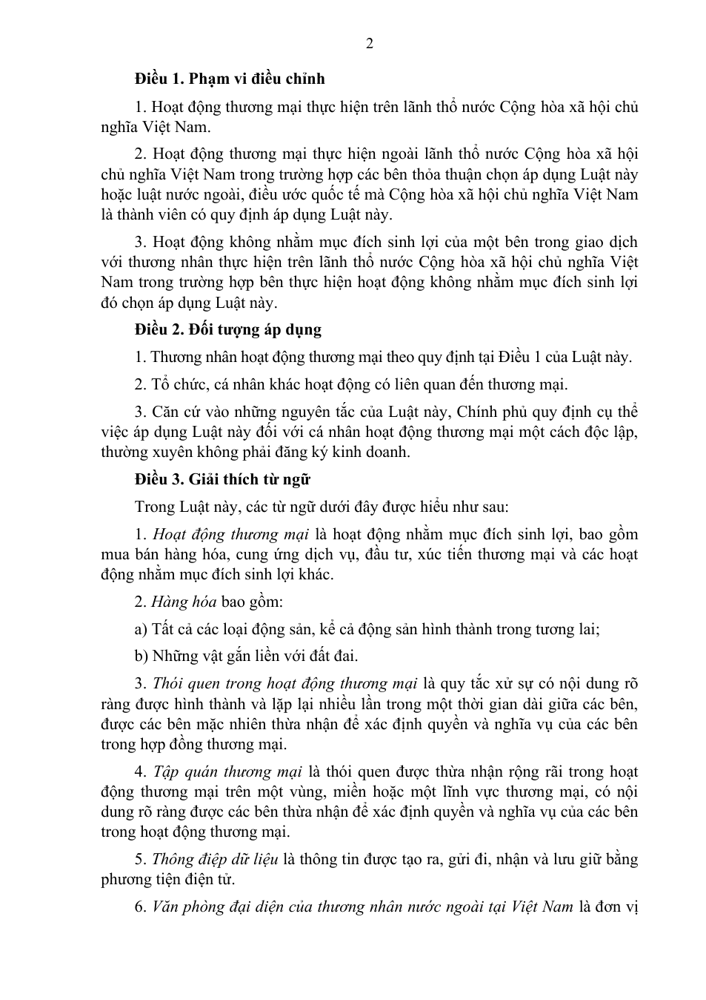 2
Điều 1. Phạm vi điều chỉnh
1. Hoạt động thương mại thực hiện trên lãnh thổ nước Cộng hòa xã hội chủ
nghĩa Việt Nam.
2. Hoạt động thương mại thực hiện ngoài lãnh thổ nước Cộng hòa xã hội
chủ nghĩa Việt Nam trong trường hợp các bên thỏa thuận chọn áp dụng Luật này
hoặc luật nước ngoài, điều ước quốc tế mà Cộng hòa xã hội chủ nghĩa Việt Nam
là thành viên có quy định áp dụng Luật này.
3. Hoạt động không nhằm mục đích sinh lợi của một bên trong giao dịch
với thương nhân thực hiện trên lãnh thổ nước Cộng hòa xã hội chủ nghĩa Việt
Nam trong trường hợp bên thực hiện hoạt động không nhằm mục đích sinh lợi
đó chọn áp dụng Luật này.
Điều 2. Đối tượng áp dụng
1. Thương nhân hoạt động thương mại theo quy định tại Điều 1 của Luật này.
2. Tổ chức, cá nhân khác hoạt động có liên quan đến thương mại.
3. Căn cứ vào những nguyên tắc của Luật này, Chính phủ quy định cụ thể
việc áp dụng Luật này đối với cá nhân hoạt động thương mại một cách độc lập,
thường xuyên không phải đăng ký kinh doanh.
Điều 3. Giải thích từ ngữ
Trong Luật này, các từ ngữ dưới đây được hiểu như sau:
1. Hoạt động thương mại là hoạt động nhằm mục đích sinh lợi, bao gồm
mua bán hàng hóa, cung ứng dịch vụ, đầu tư, xúc tiến thương mại và các hoạt
động nhằm mục đích sinh lợi khác.
2. Hàng hóa bao gồm:
a) Tất cả các loại động sản, kể cả động sản hình thành trong tương lai;
b) Những vật gắn liền với đất đai.
3. Thói quen trong hoạt động thương mại là quy tắc xử sự có nội dung rõ
ràng được hình thành và lặp lại nhiều lần trong một thời gian dài giữa các bên,
được các bên mặc nhiên thừa nhận để xác định quyền và nghĩa vụ của các bên
trong hợp đồng thương mại.
4. Tập quán thương mại là thói quen được thừa nhận rộng rãi trong hoạt
động thương mại trên một vùng, miền hoặc một lĩnh vực thương mại, có nội
dung rõ ràng được các bên thừa nhận để xác định quyền và nghĩa vụ của các bên
trong hoạt động thương mại.
5. Thông điệp dữ liệu là thông tin được tạo ra, gửi đi, nhận và lưu giữ bằng
phương tiện điện tử.
6. Văn phòng đại diện của thương nhân nước ngoài tại Việt Nam là đơn vị